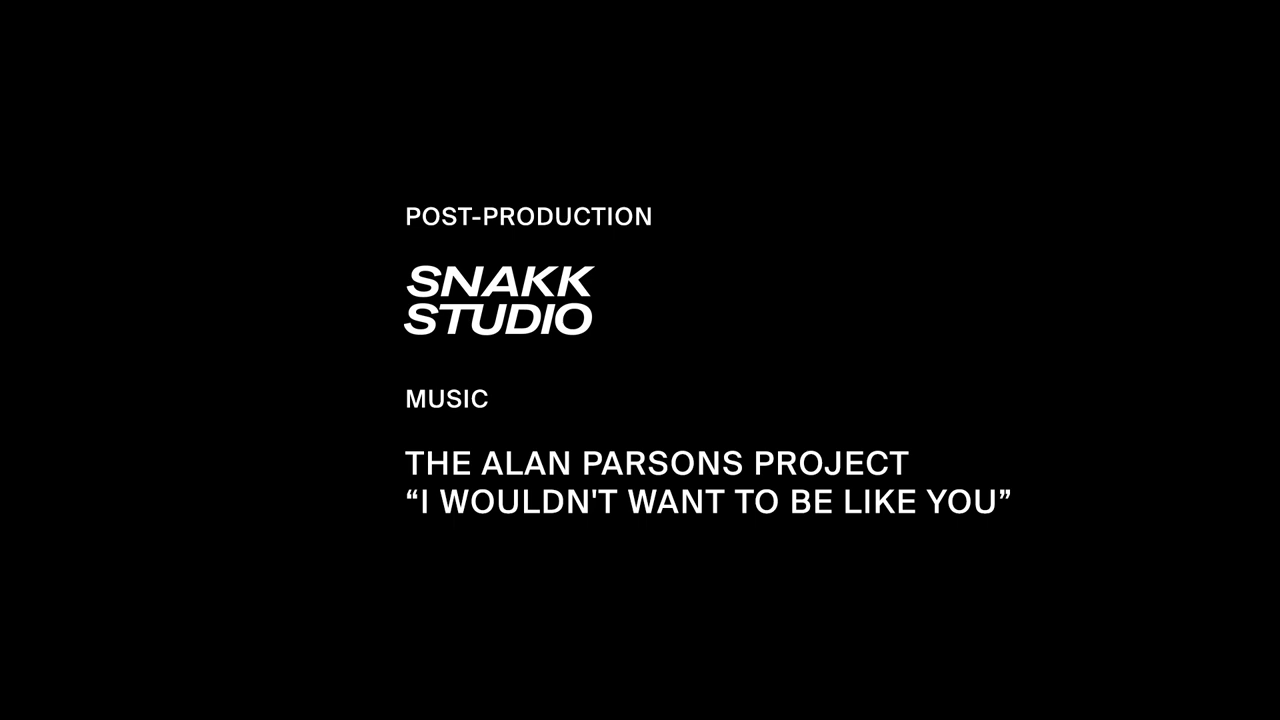 POST-PRODUCTION
SNAKK
STUDIO
MUSIC
THE ALAN PARSONS PROJECT
“I WOULDN'T WANT TO BE LIKE YOU”